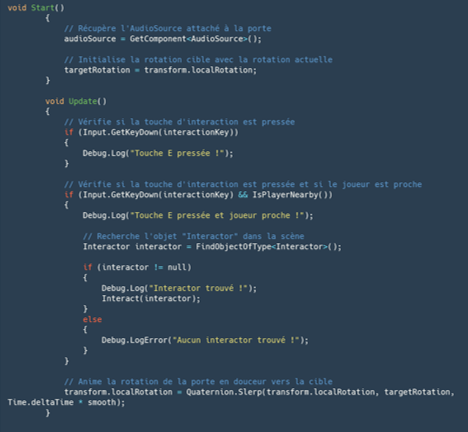 void Start()
{
// Récupère l'AudioSource attaché à la porte
audioSource = GetComponent<AudioSource>();
// Initialise la rotation cible avec la rotation actuelle
targetRotation = transform.localRotation;
}
void Update()
{
// Vérifie si la touche d'interaction est pressée
if (Input.GetKeyDown(interactionKey))
{
Debug.Log("Touche E pressée !");
}
// Vérifie si la touche d'interaction est pressée et si le joueur est proche
if (Input.GetKeyDown(interactionKey) && IsPlayerNearby())
{
Debug.Log("Touche E pressée et joueur proche !");
// Recherche l'objet "Interactor" dans la scène
Interactor interactor = FindObjectOfType<Interactor>();
if (interactor != null)
{
Debug.Log("Interactor trouvé !");
Interact(interactor);
}
else
{
Debug.LogError("Aucun interactor trouvé !");
}
}
// Anime la rotation de la porte en douceur vers la cible
transform.localRotation = Quaternion.Slerp(transform.localRotation, targetRotation,
Time.deltaTime * smooth);
}